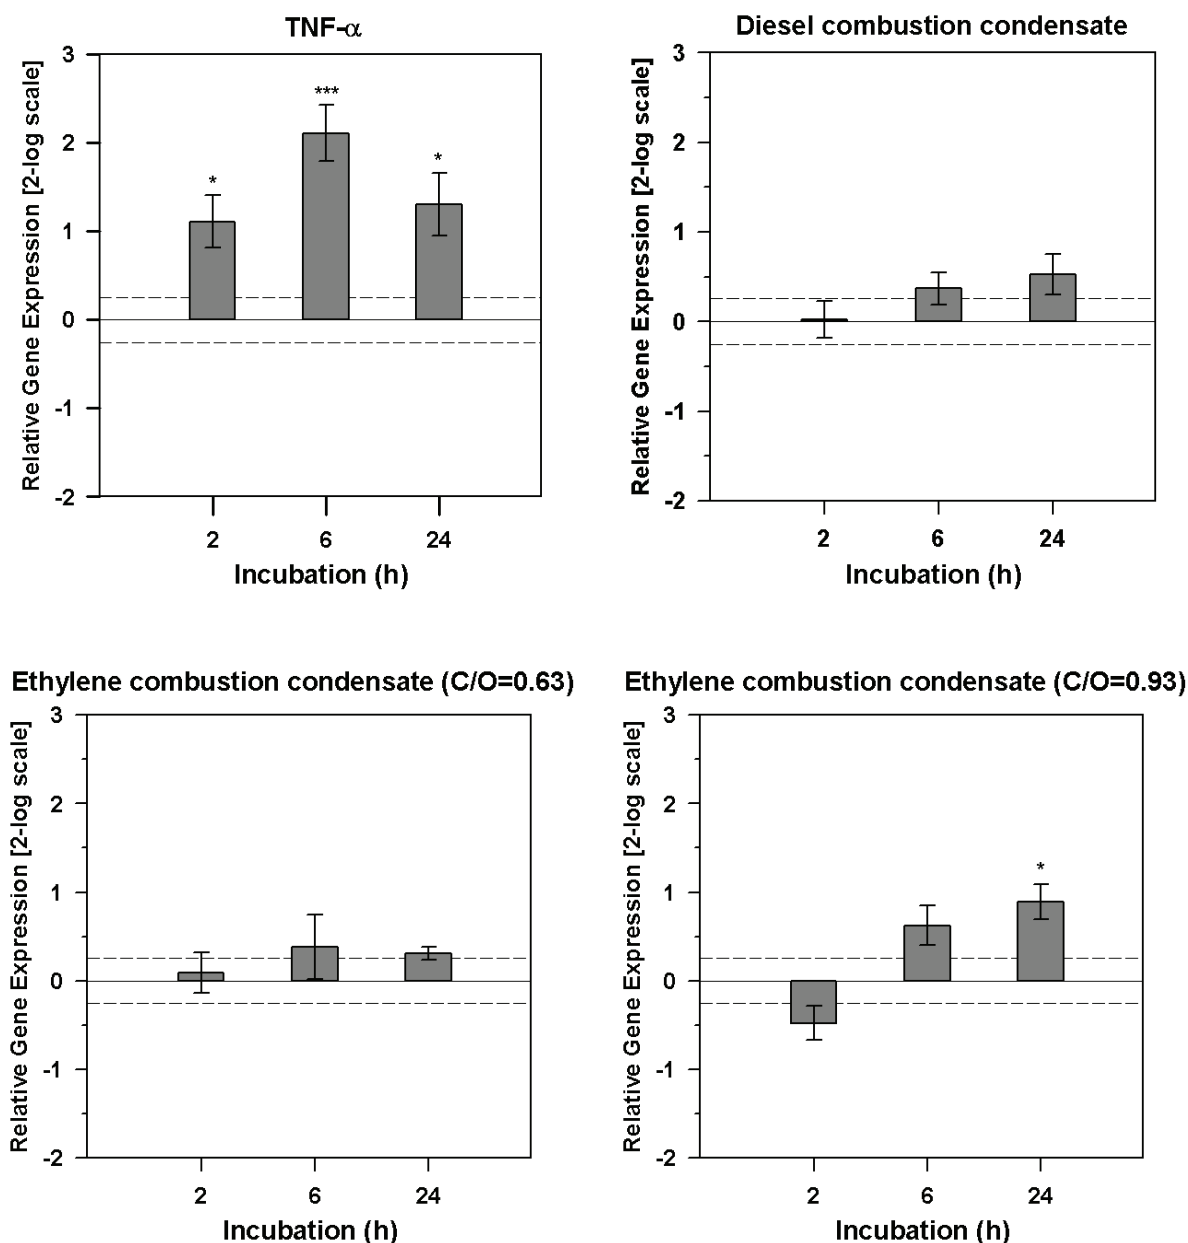 TNF-α
Relative Gene Expression [2-log scale]
3
2
1
0
-1
-2
*
***
*
2 6 24
Incubation (h)
Diesel combustion condensate
Relative Gene Expression [2-log scale]
3
2
1
0
-1
-2
2 6 24
Incubation (h)
Ethylene combustion condensate (C/O=0.63)
Relative Gene Expression [2-log scale]
3
2
1
0
-1
-2
2 6 24
Incubation (h)
Ethylene combustion condensate (C/O=0.93)
Relative Gene Expression [2-log scale]
3
2
1
0
-1
-2
*
2 6 24
Incubation (h)